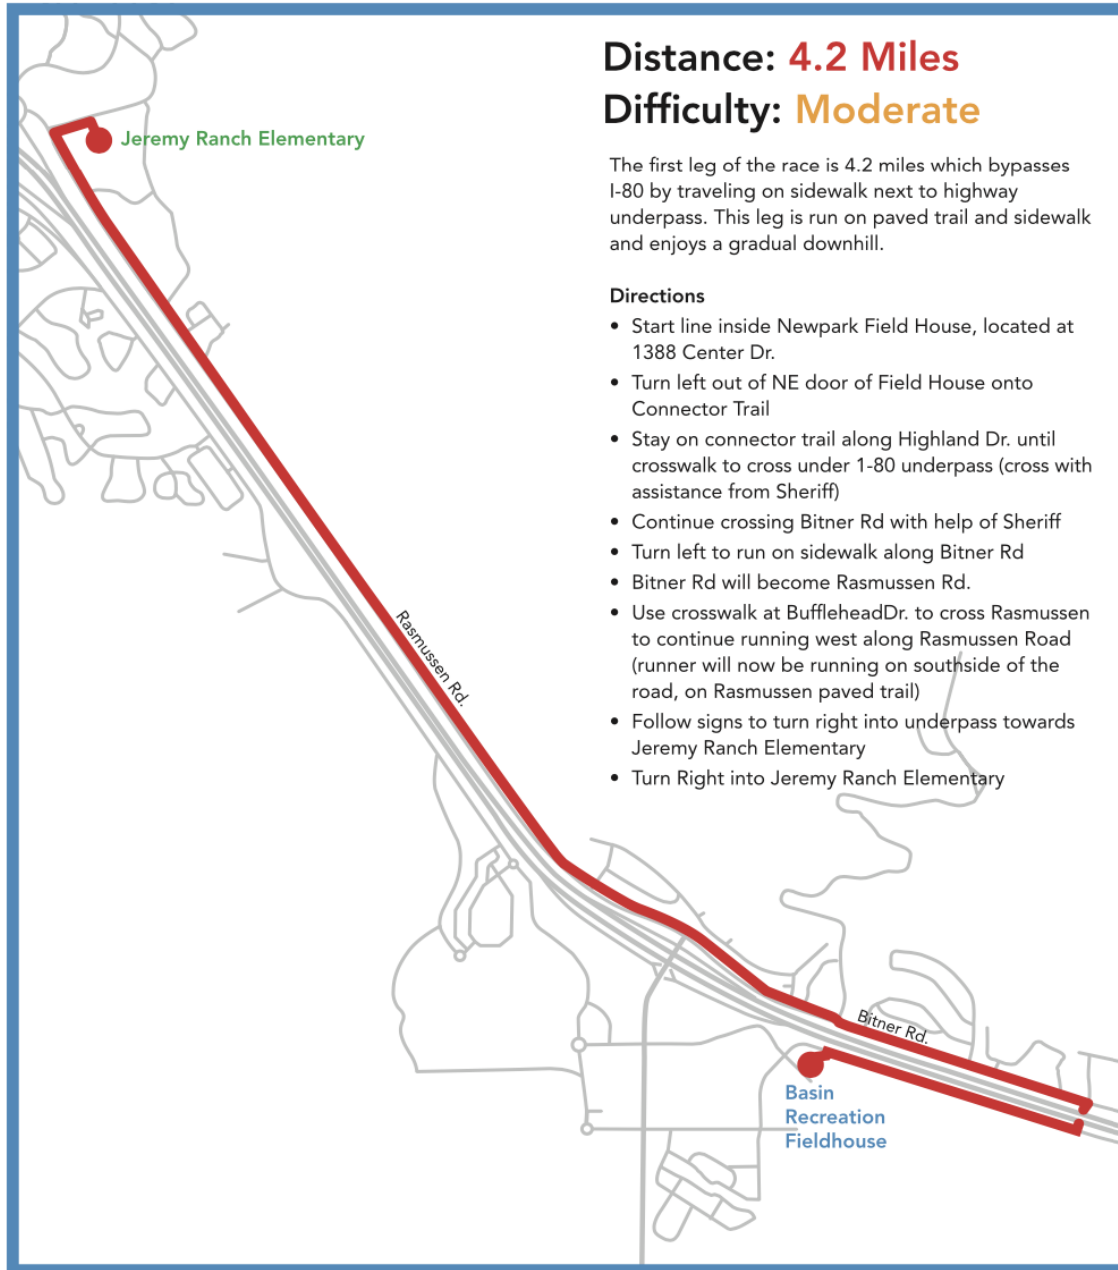 Distance: 4.2 Miles
Difficulty: Moderate
Jeremy Ranch Elementary
The first leg of the race is 4.2 miles which bypasses
I-80 by traveling on sidewalk next to highway
underpass. This leg is run on paved trail and sidewalk
and enjoys a gradual downhill.
Directions
• Start line inside Newpark Field House, located at
1388 Center Dr.
• Turn left out of NE door of Field House onto
Connector Trail
• Stay on connector trail along Highland Dr. until
crosswalk to cross under 1-80 underpass (cross with
assistance from Sheriff)
• Continue crossing Bitner Rd with help of Sheriff
• Turn left to run on sidewalk along Bitner Rd
• Bitner Rd will become Rasmussen Rd.
• Use crosswalk at BuffleheadDr. to cross Rasmussen
to continue running west along Rasmussen Road
(runner will now be running on southside of the
road, on Rasmussen paved trail)
• Follow signs to turn right into underpass towards
Jeremy Ranch Elementary
• Turn Right into Jeremy Ranch Elementary
Rasmussen Rd.
Bitner Rd.
Basin
Recreation
Fieldhouse